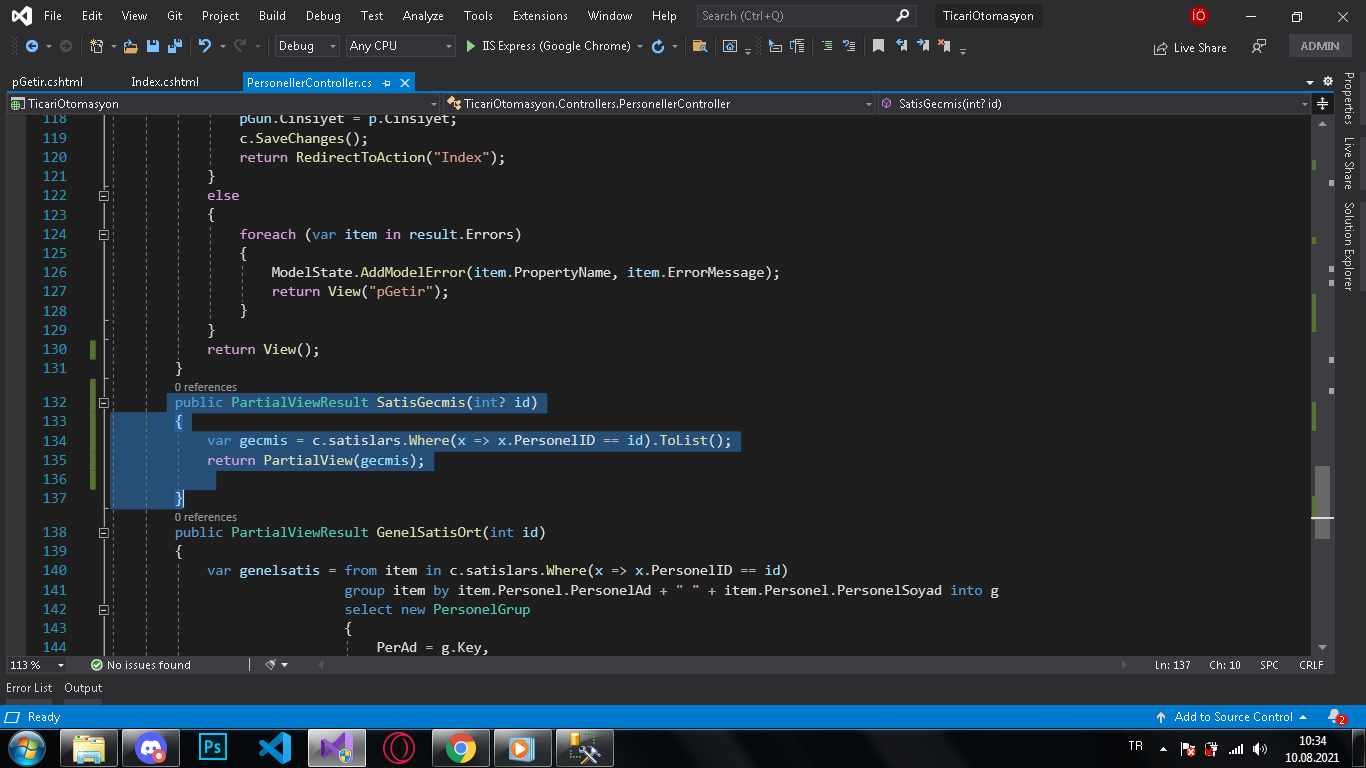 File Edit View Git Project Build Debug Test Analyze Tools Extensions Window Help Search (Ctrl+Q) TicariOtomasyon İÖ
Debug Any CPU IIS Express (Google Chrome) Live Share ADMIN
pGetir.cshtml Index.cshtml PersonellerController.cs
TicariOtomasyon TicariOtomasyon.Controllers.PersonellerController SatisGecmis(int? id)
118 pGun.Cinsiyet = p.Cinsiyet;
119 c.SaveChanges();
120 return RedirectToAction("Index");
121 }
122 else
123 {
124 foreach (var item in result.Errors)
125 {
126 ModelState.AddModelError(item.PropertyName, item.ErrorMessage);
127 return View("pGetir");
128 }
129 }
130 return View();
131 }
0 references
132 public PartialViewResult SatisGecmis(int? id)
133 {
134 var gecmis = c.satislars.Where(x => x.PersonelID == id).ToList();
135 return PartialView(gecmis);
136
137 }
0 references
138 public PartialViewResult GenelSatisOrt(int id)
139 {
140 var genelsatis = from item in c.satislars.Where(x => x.PersonelID == id)
141 group item by item.Personel.PersonelAd + " " + item.Personel.PersonelSoyad into g
142 select new PersonelGrup
143 {
144 PerAd = g.Key,
Properties
Live Share
Solution Explorer
113 % No issues found Ln: 137 Ch: 10 SPC CRLF
Error List Output
Ready Add to Source Control 2
Ps TR 10:34
10.08.2021